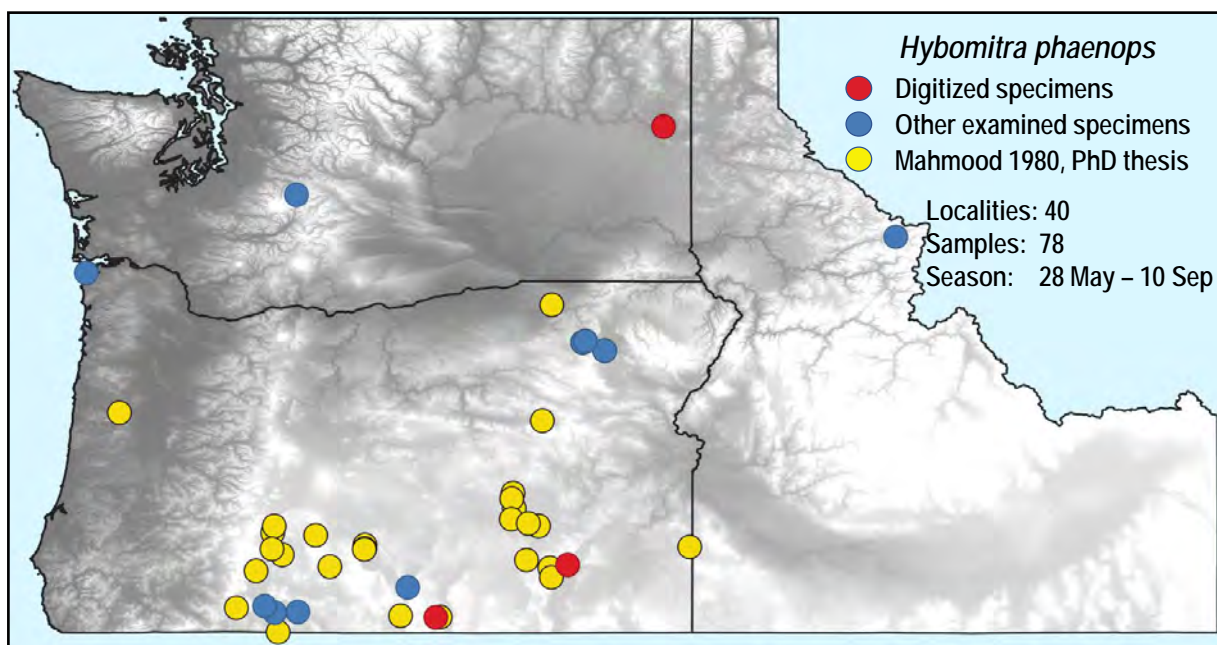 Hybomitra phaenops
Digitized specimens
Other examined specimens
Mahmood 1980, PhD thesis
Localities: 40
Samples: 78
Season: 28 May – 10 Sep